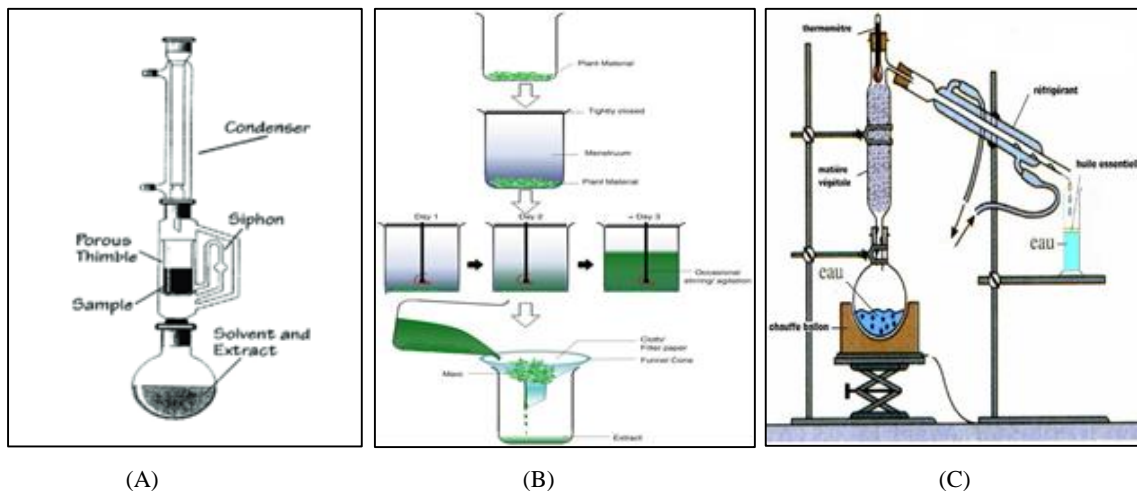 Condenser
Siphon
Porous
Thimble
Sample
Solvent and
Extract
Plant Material
Tightly closed
Menstruum
Plant Material
Day 1
Day 2
Day 3
Occasional
stirring/ agitation
Cloth/
Filter paper
Funnel Cone
Marc
Extract
thermomètre
réfrigérant
huile essentiel
matière
végétale
eau
eau
chauffe ballon
(A)
(B)
(C)